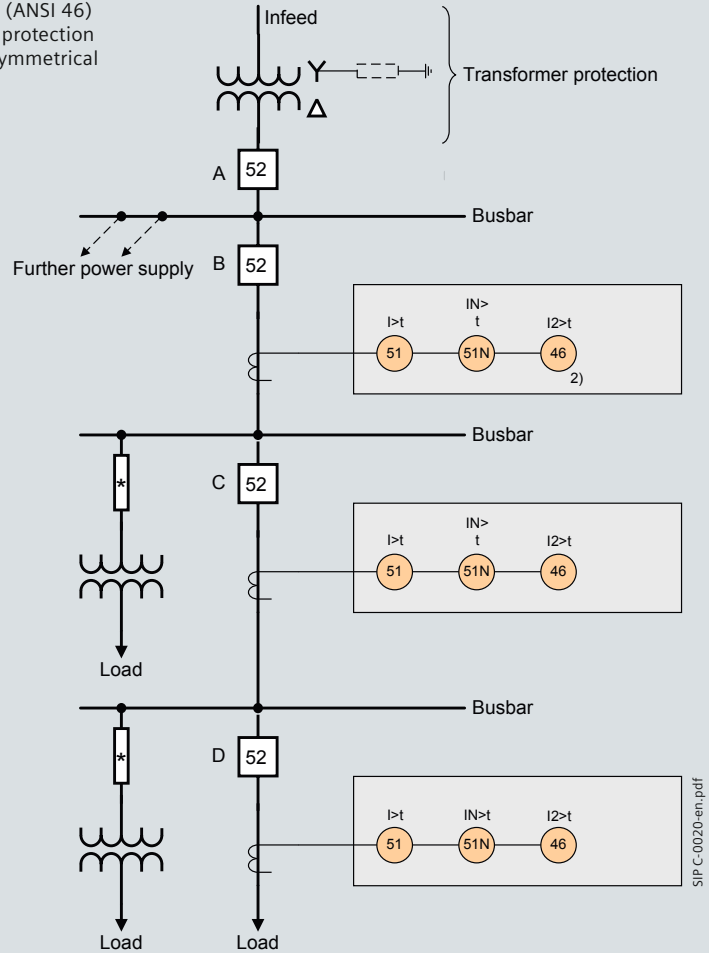 (ANSI 46)
protection
symmetrical
Infeed
Transformer protection
A
52
Busbar
Further power supply
B
52
I>t
IN>
t
I2>t
51
51N
46
2)
Busbar
*
C
52
I>t
IN>
t
I2>t
51
51N
46
Load
Busbar
*
D
52
I>t
IN>t
I2>t
51
51N
46
Load
Load
SIP C-0020-en.pdf